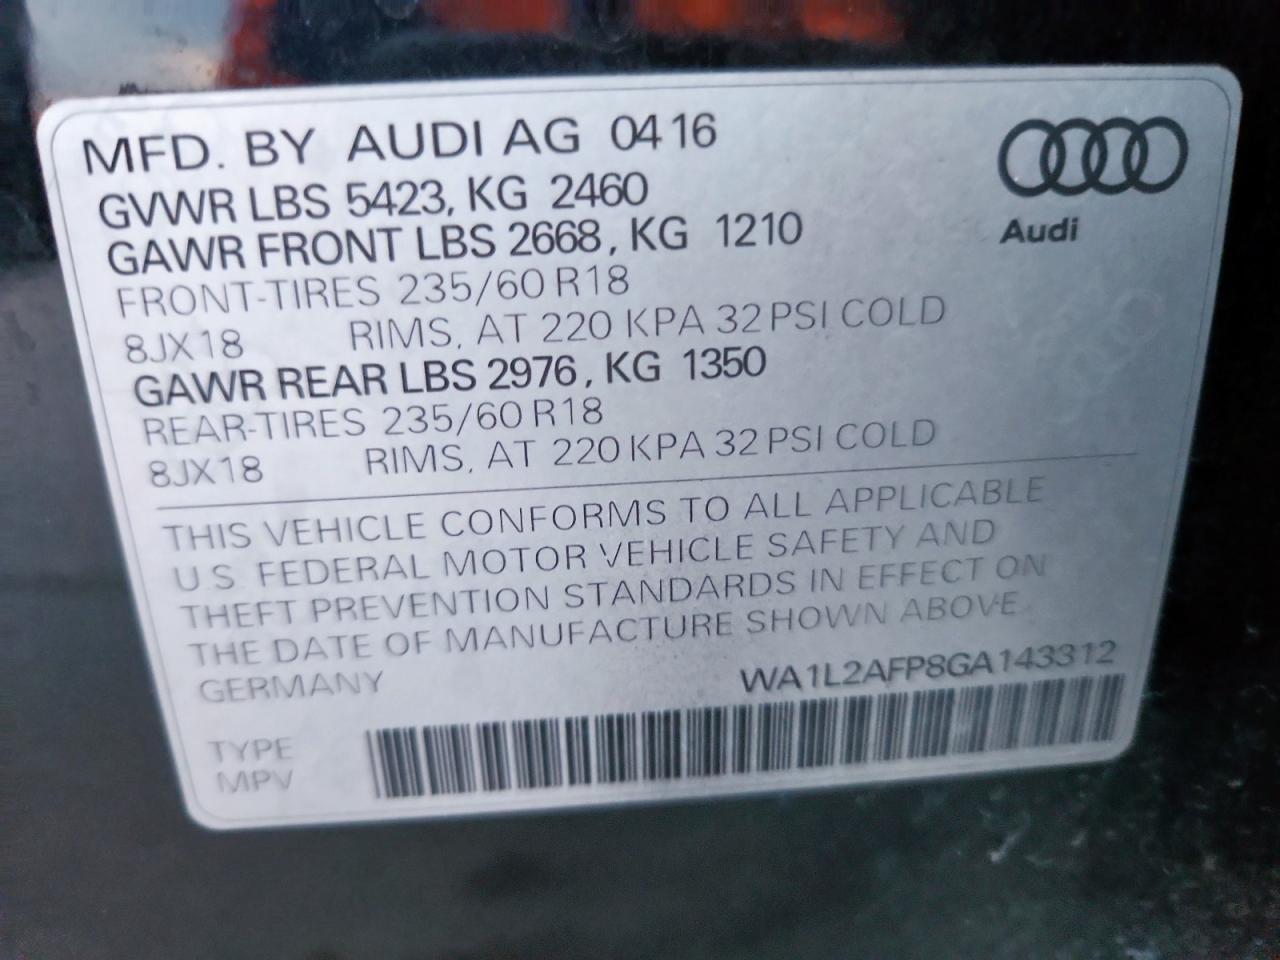 MFD. BY AUDI AG 0416
GVWR LBS 5423, KG 2460
GAWR FRONT LBS 2668, KG 1210
FRONT-TIRES 235/60 R18
8JX18 RIMS, AT 220 KPA 32 PSI COLD
GAWR REAR LBS 2976, KG 1350
REAR-TIRES 235/60 R18
8JX18 RIMS, AT 220 KPA 32 PSI COLD
Audi
THIS VEHICLE CONFORMS TO ALL APPLICABLE
U.S. FEDERAL MOTOR VEHICLE SAFETY AND
THEFT PREVENTION STANDARDS IN EFFECT ON
THE DATE OF MANUFACTURE SHOWN ABOVE.
GERMANY WA1L2AFP8GA143312
TYPE
MPV